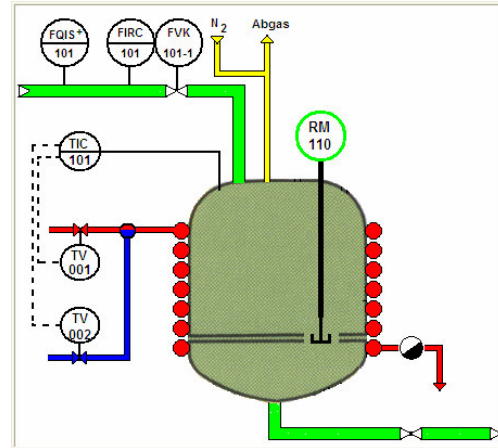 N2
Abgas
FQIS+
101
FIRC
101
FVK
101-1
RM
110
TIC
101
TV
001
TV
002